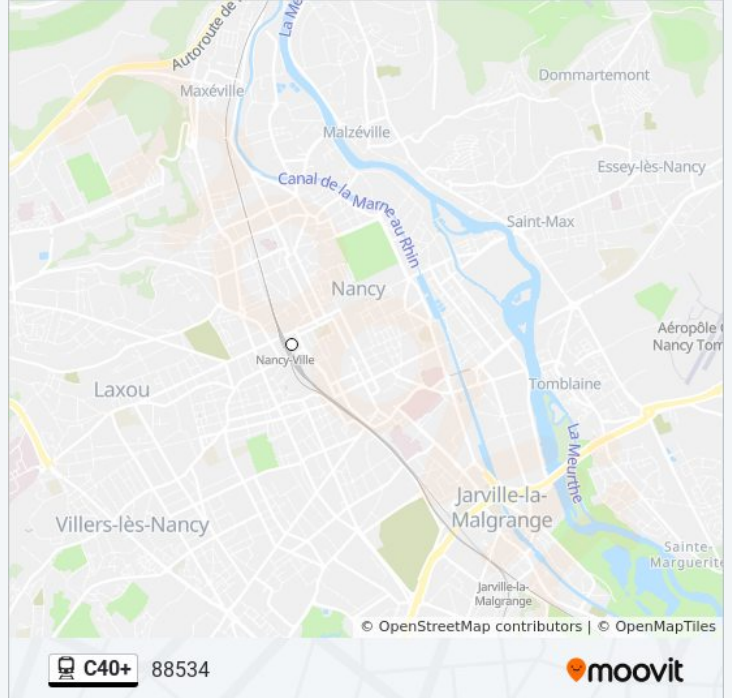 La Me
Autoroute de
Maxéville
Dommartemont
Malzéville
Essey-lès-Nancy
Canal de la Marne au Rhin
Saint-Max
Nancy
Aéropôle
Nancy Tom
Nancy-Ville
Laxou
Tomblaine
La Meurthe
Jarville-la-
Malgrange
Villers-lès-Nancy
Sainte-
Marguerite
Jarville-la-
Malgrange
© OpenStreetMap contributors | © OpenMapTiles
C40+ 88534
moovit